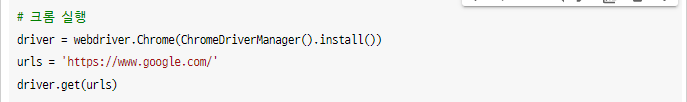 # 크롬 실행
driver = webdriver.Chrome(ChromeDriverManager().install())
urls = 'https://www.google.com/'
driver.get(urls)